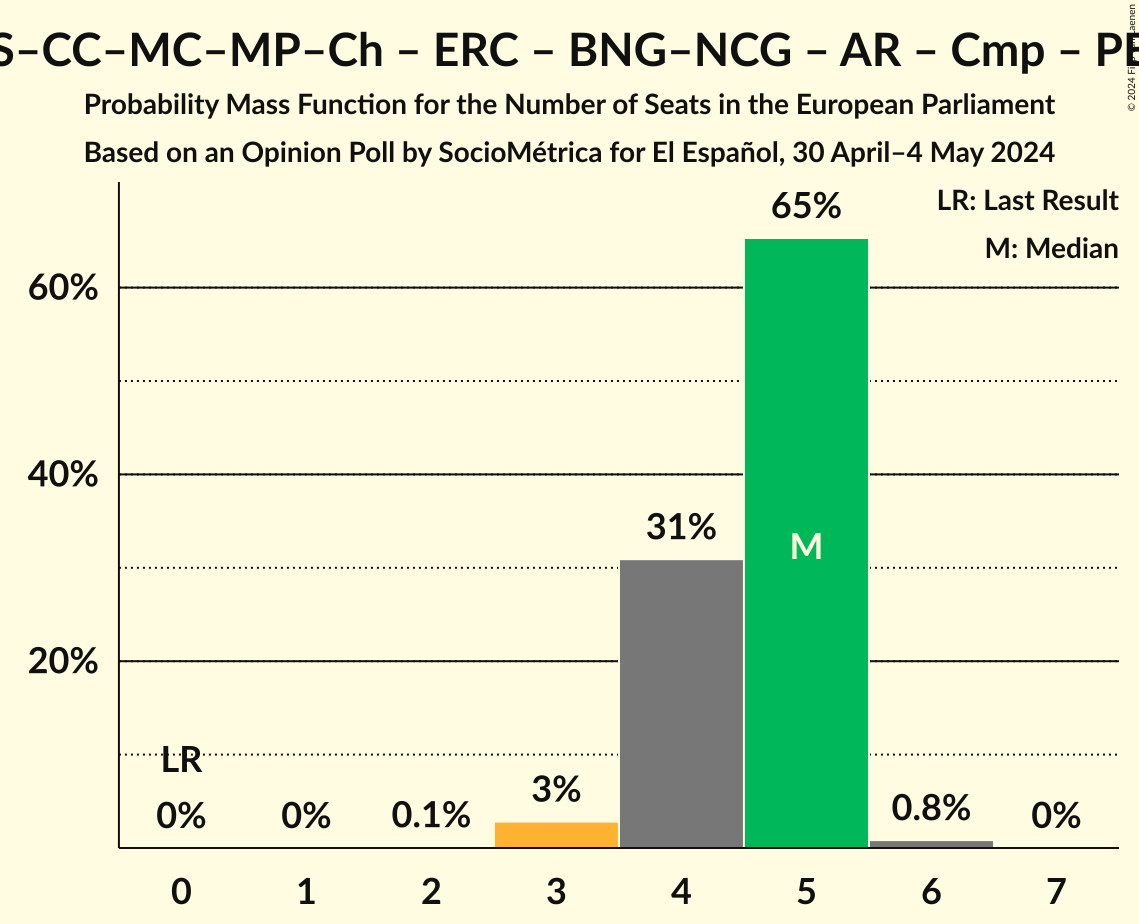 S–CC–MC–MP–Ch – ERC – BNG–NCG – AR – Cmp –
Probability Mass Function for the Number of Seats in the European Parliament
Based on an Opinion Poll by SocioMétrica for El Español, 30 April–4 May 2024
© 2024
LR: Last Result
M: Median
65%
60%
40%
31%
M
20%
LR
3%
0.8%
0% 0% 0.1% 0%
0 1 2 3 4 5 6 7